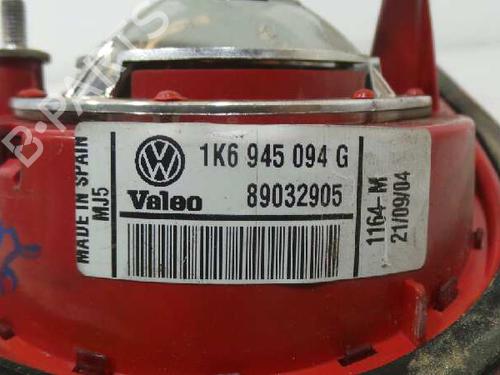 B-PARTS
MADE IN SPAIN
MJ5
1K6 945 094 G
Valeo
89032905
1164-M
21/09/04